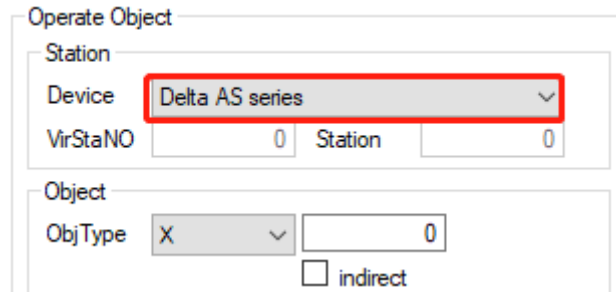 Operate Object
Station
Device Delta AS series
VirStaNO 0 Station 0
Object
ObjType X 0
indirect